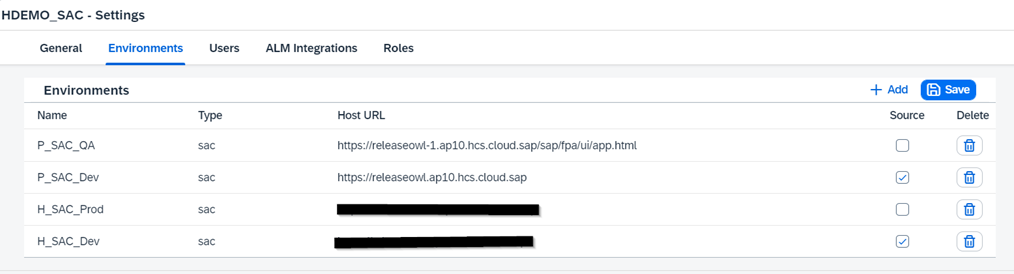 HDEMO_SAC - Settings
General Environments Users ALM Integrations Roles
Environments + Add Save
Name Type Host URL Source Delete
P_SAC_QA sac https://releaseowl-1.ap10.hcs.cloud.sap/sap/fpa/ui/app.html
P_SAC_Dev sac https://releaseowl.ap10.hcs.cloud.sap
H_SAC_Prod sac
H_SAC_Dev sac